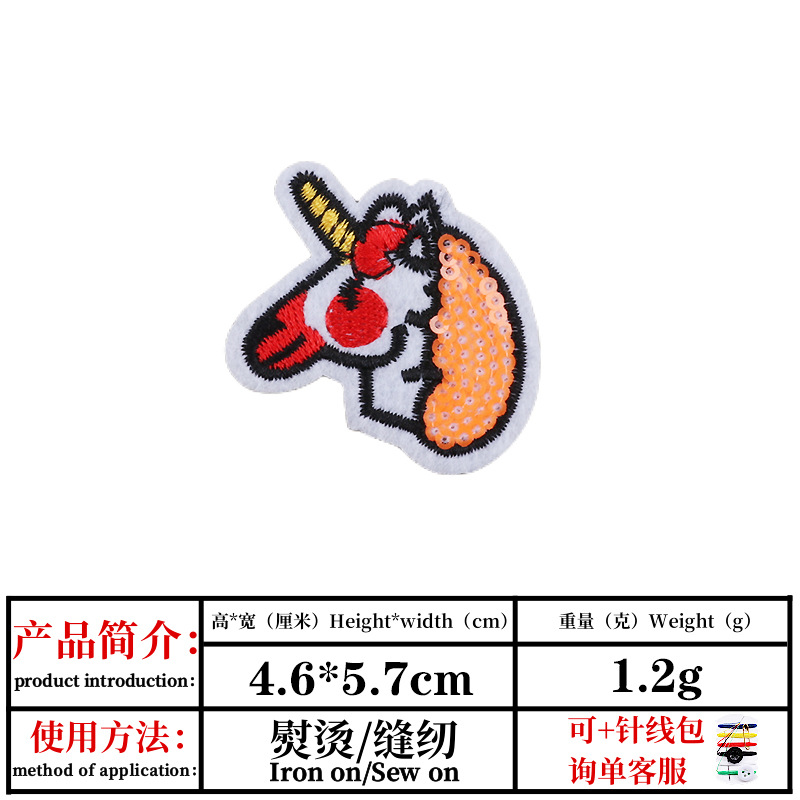 产品简介：
product introduction：
高*宽（厘米）Height*width（cm）
重量（克）Weight（g）
4.6*5.7cm
1.2g
使用方法：
method of application：
熨烫/缝纫
Iron on/Sew on
可+针线包
询单客服